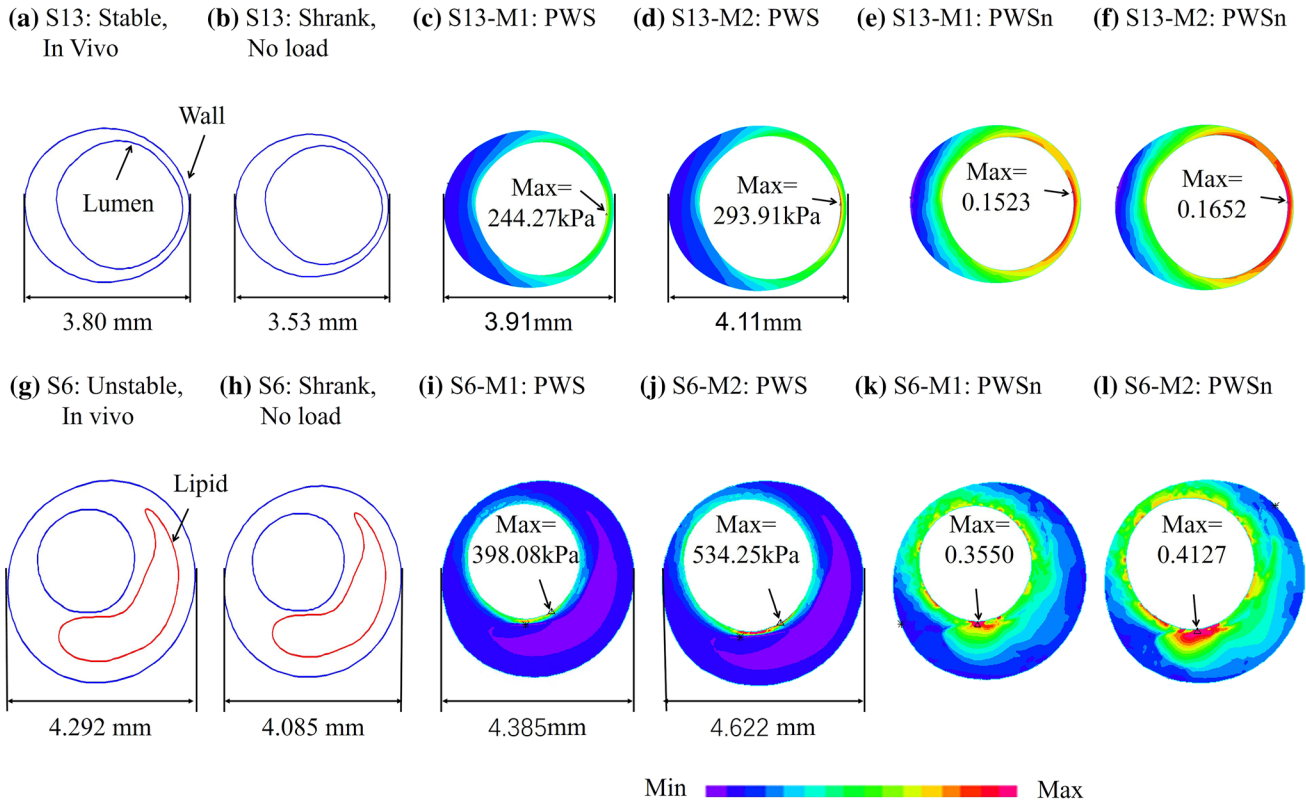 (a) S13: Stable,
In Vivo
(b) S13: Shrank,
No load
(c) S13-M1: PWS
(d) S13-M2: PWS
(e) S13-M1: PWSn
(f) S13-M2: PWSn
Wall
Lumen
Max=
244.27kPa
Max=
293.91kPa
Max=
0.1523
Max=
0.1652
3.80 mm
3.53 mm
3.91mm
4.11mm
(g) S6: Unstable,
In vivo
(h) S6: Shrank,
No load
(i) S6-M1: PWS
(j) S6-M2: PWS
(k) S6-M1: PWSn
(l) S6-M2: PWSn
Lipid
Max=
398.08kPa
Max=
534.25kPa
Max=
0.3550
Max=
0.4127
4.292 mm
4.085 mm
4.385mm
4.622 mm
Min
Max